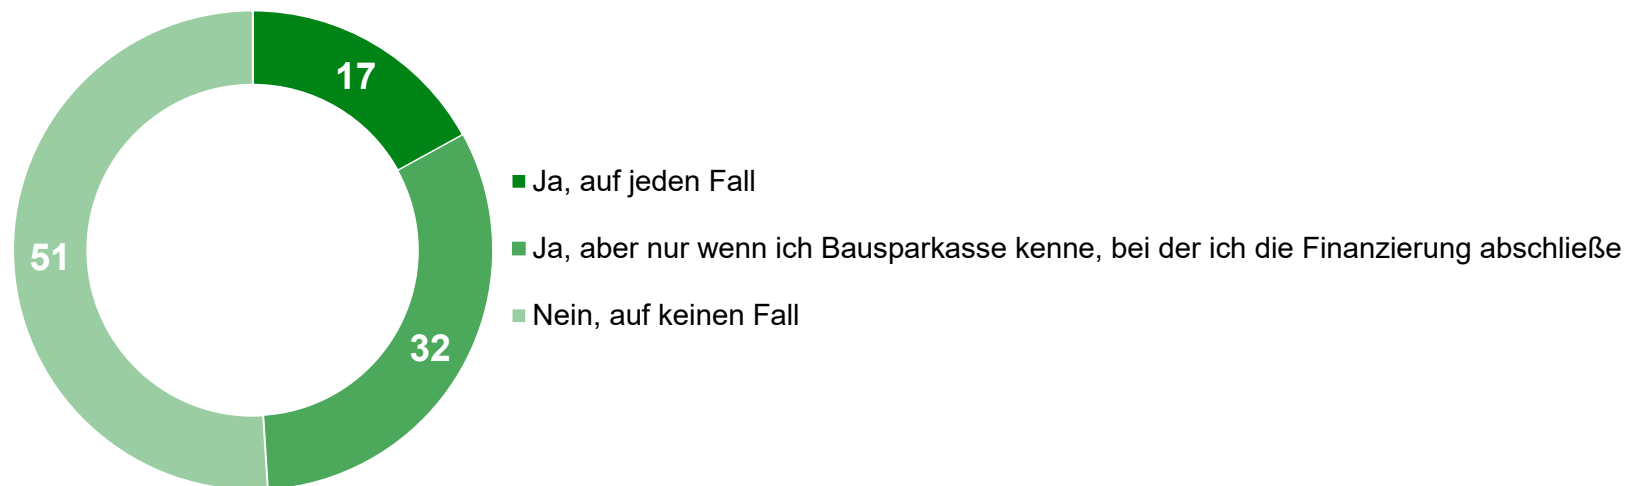 17
51
32
Ja, auf jeden Fall
Ja, aber nur wenn ich Bausparkasse kenne, bei der ich die Finanzierung abschließe
Nein, auf keinen Fall